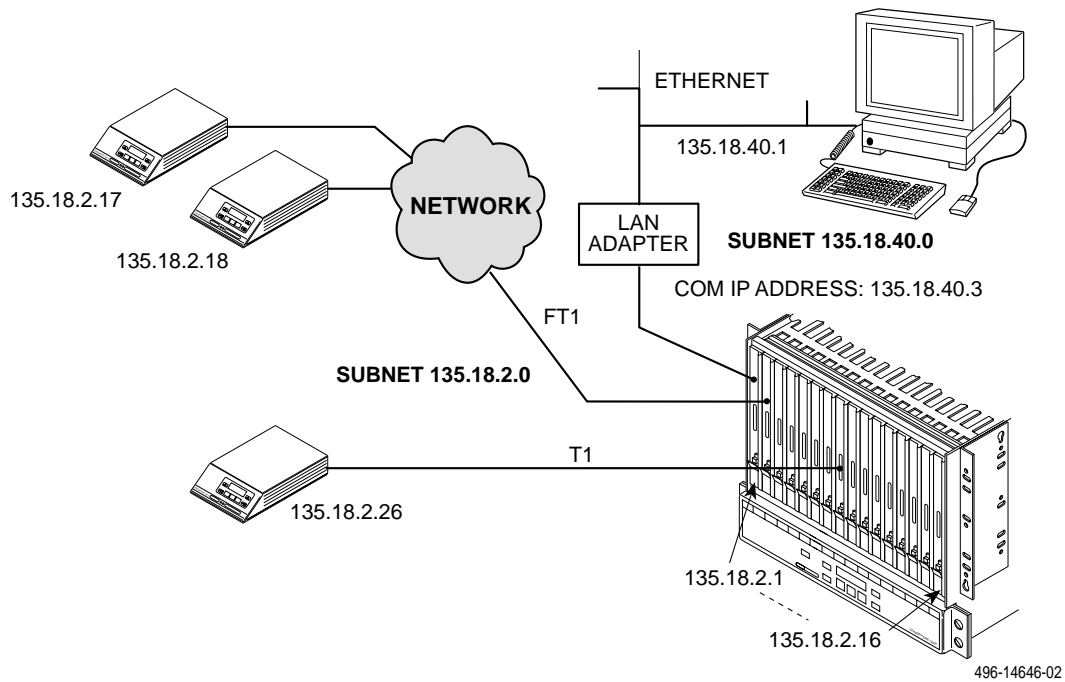 ETHERNET
135.18.40.1
135.18.2.17
NETWORK
LAN
ADAPTER
SUBNET 135.18.40.0
135.18.2.18
COM IP ADDRESS: 135.18.40.3
FT1
SUBNET 135.18.2.0
T1
135.18.2.26
135.18.2.1
135.18.2.16
496-14646-02